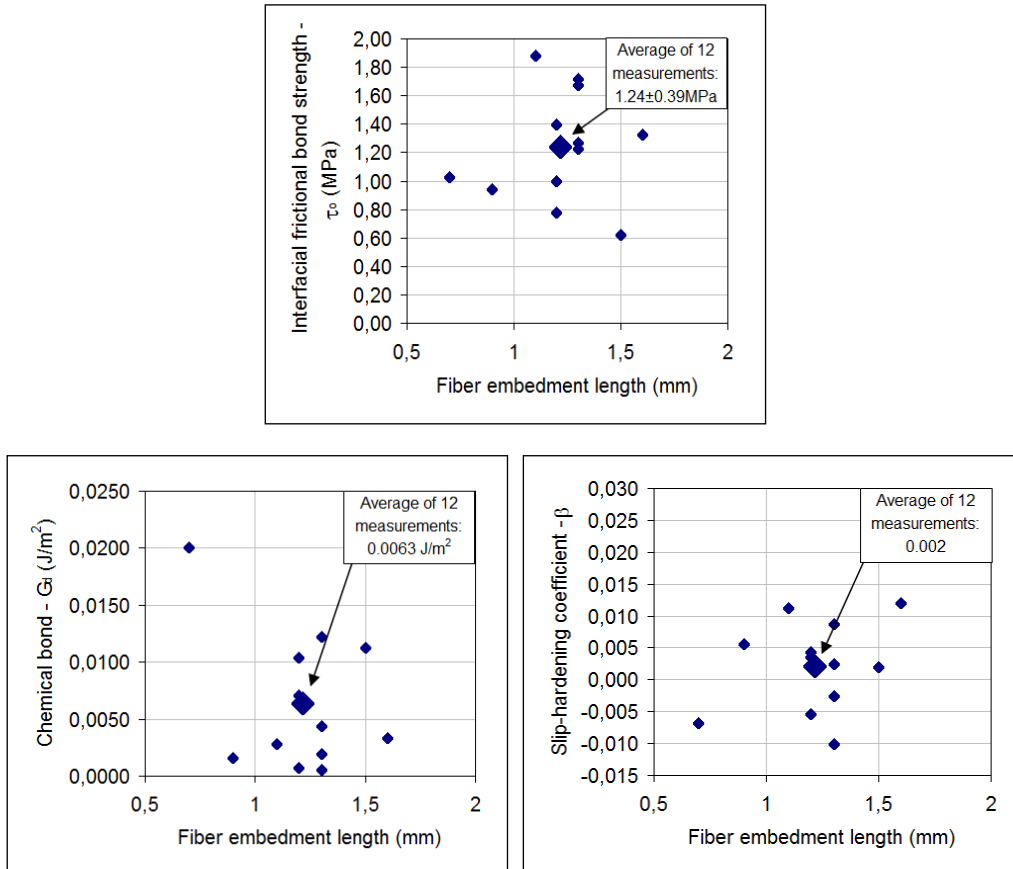 Interfacial frictional bond strength -
τo (MPa)
2,00
1,80
1,60
1,40
1,20
1,00
0,80
0,60
0,40
0,20
0,00
Average of 12
measurements:
1.24±0.39MPa
0,5 1 1,5 2
Fiber embedment length (mm)
Chemical bond - Gd (J/m²)
0,0250
0,0200
0,0150
0,0100
0,0050
0,0000
Average of 12
measurements:
0.0063 J/m²
0,5 1 1,5 2
Fiber embedment length (mm)
Slip-hardening coefficient -β
0,030
0,025
0,020
0,015
0,010
0,005
0,000
-0,005
-0,010
-0,015
Average of 12
measurements:
0.002
0,5 1 1,5 2
Fiber embedment length (mm)